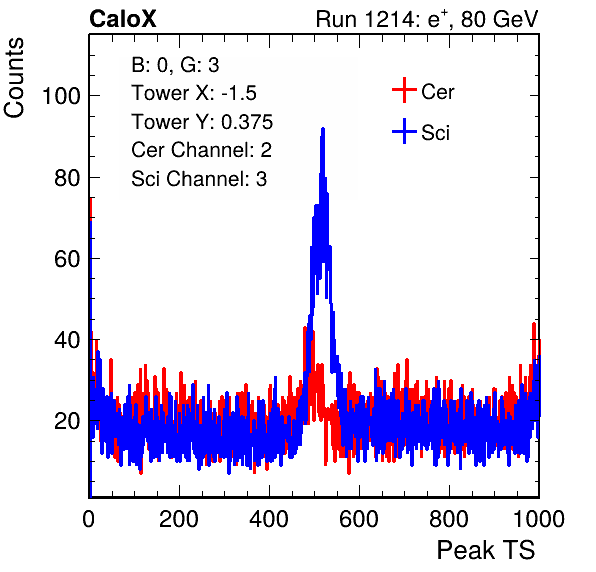 CaloX Run 1214: e⁺, 80 GeV
Counts
B: 0, G: 3
Tower X: -1.5
Tower Y: 0.375
Cer Channel: 2
Sci Channel: 3
Cer
Sci
100
80
60
40
20
0 200 400 600 800 1000
Peak TS